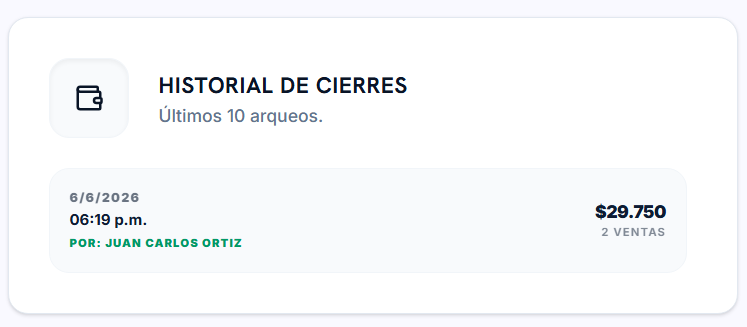 HISTORIAL DE CIERRES
Últimos 10 arqueos.
6/6/2026
06:19 p.m.
POR: JUAN CARLOS ORTIZ
$29.750
2 VENTAS